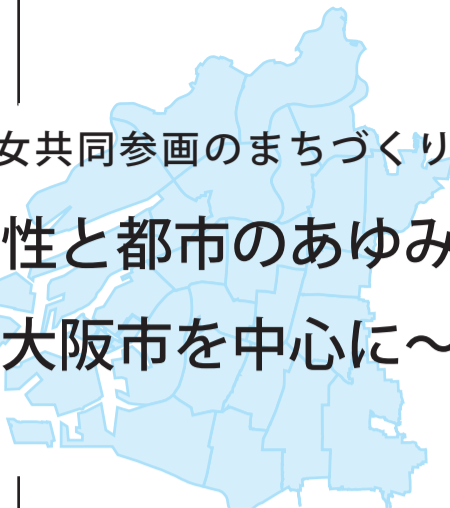 女共同参画のまちづくり
性と都市のあゆみ
大阪市を中心に～